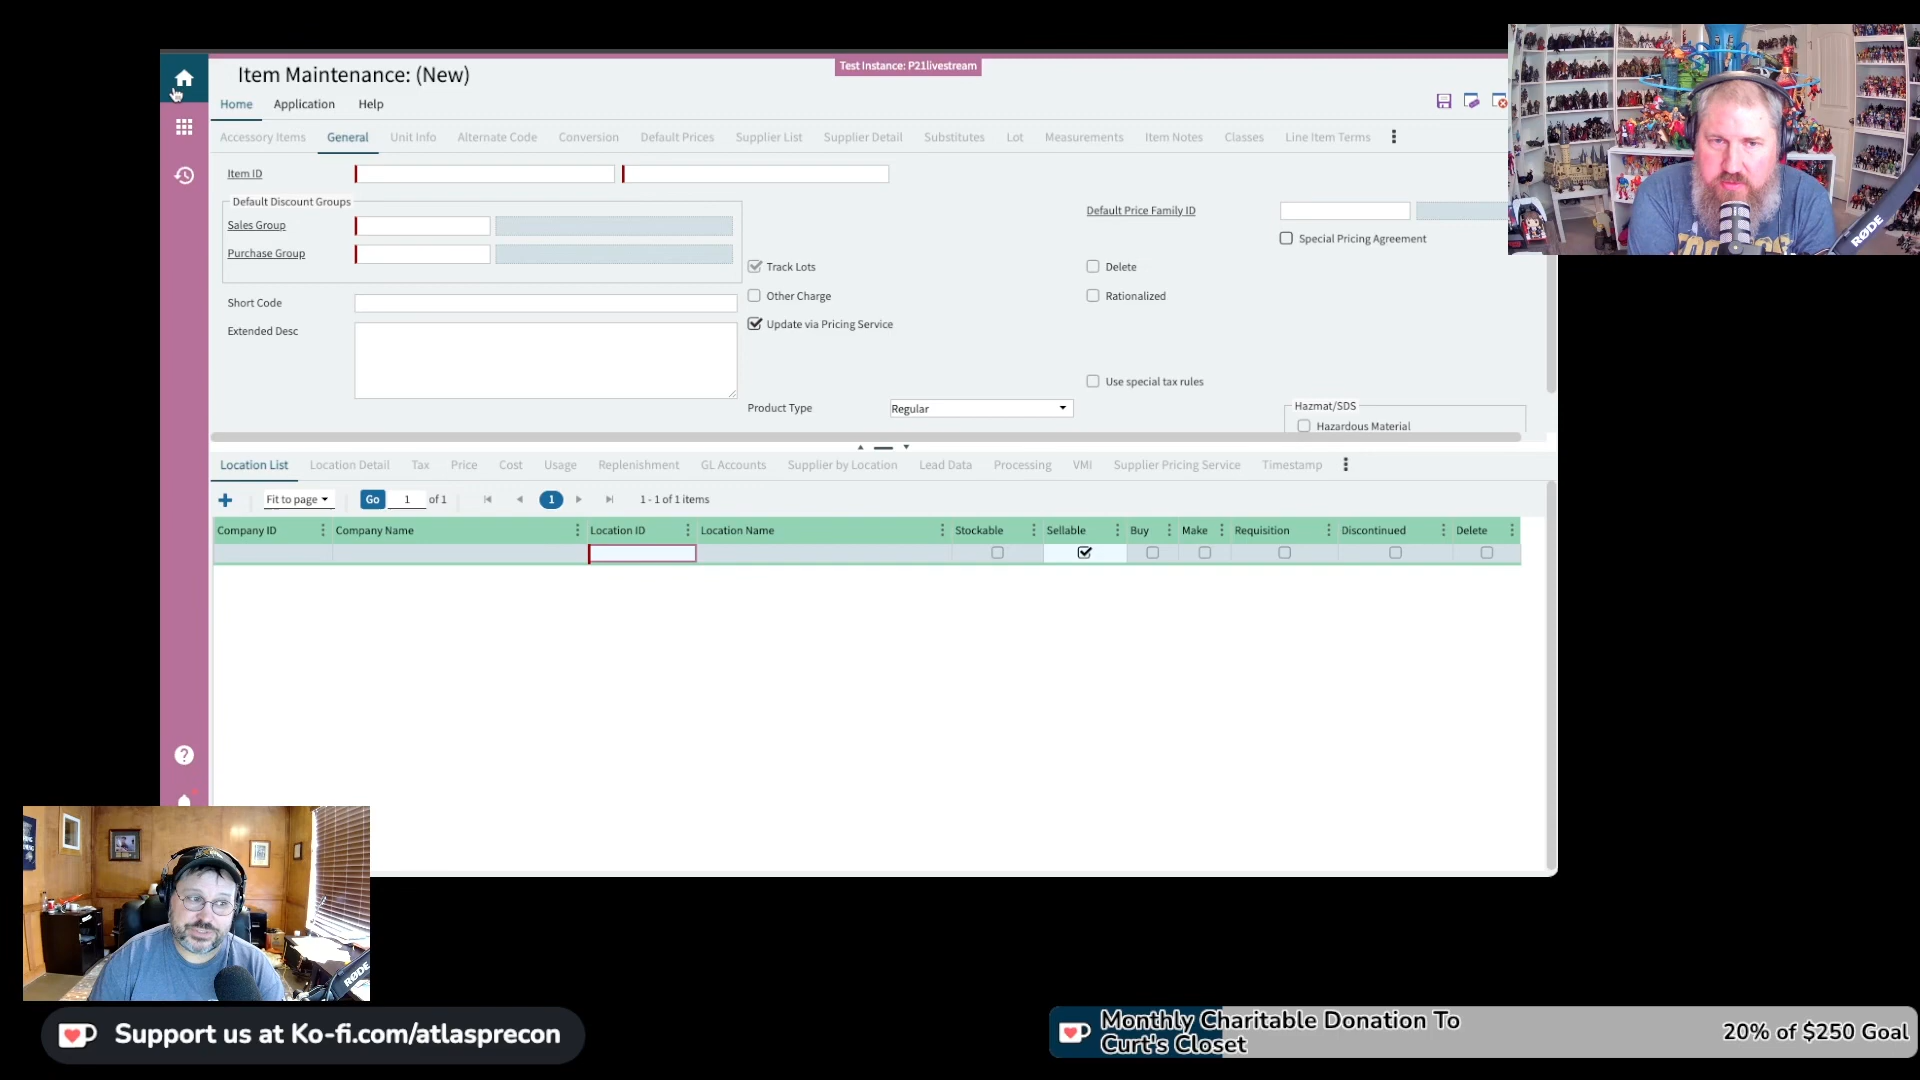 Test Instance: P21livestream
Item Maintenance: (New)
Home Application Help
Accessory Items General Unit Info Alternate Code Conversion Default Prices Supplier List Supplier Detail Substitutes Lot Measurements Item Notes Classes Line Item Terms
Item ID
Default Discount Groups
Sales Group
Purchase Group
Default Price Family ID
Special Pricing Agreement
Track Lots
Delete
Other Charge
Rationalized
Short Code
Update via Pricing Service
Extended Desc
Use special tax rules
Product Type Regular
Hazmat/SDS
Hazardous Material
Location List Location Detail Tax Price Cost Usage Replenishment GL Accounts Supplier by Location Lead Data Processing VMI Supplier Pricing Service Timestamp
Fit to page Go 1 of 1 1 1 - 1 of 1 items
Company ID Company Name Location ID Location Name Stockable Sellable Buy Make Requisition Discontinued Delete
RØDE
RØDE
Support us at Ko-fi.com/atlasprecon
Monthly Charitable Donation To
Curt's Closet
20% of $250 Goal